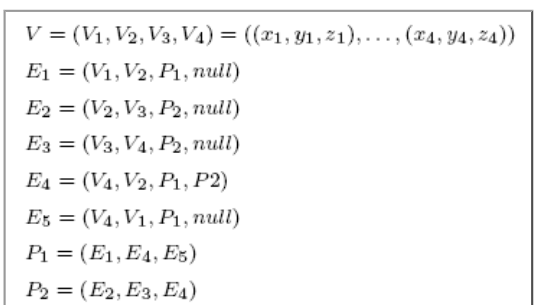 V = (V₁, V₂, V₃, V₄) = ((x₁, y₁, z₁), . . . , (x₄, y₄, z₄))
E₁ = (V₁, V₂, P₁, null)
E₂ = (V₂, V₃, P₂, null)
E₃ = (V₃, V₄, P₂, null)
E₄ = (V₄, V₂, P₁, P2)
E₅ = (V₄, V₁, P₁, null)
P₁ = (E₁, E₄, E₅)
P₂ = (E₂, E₃, E₄)